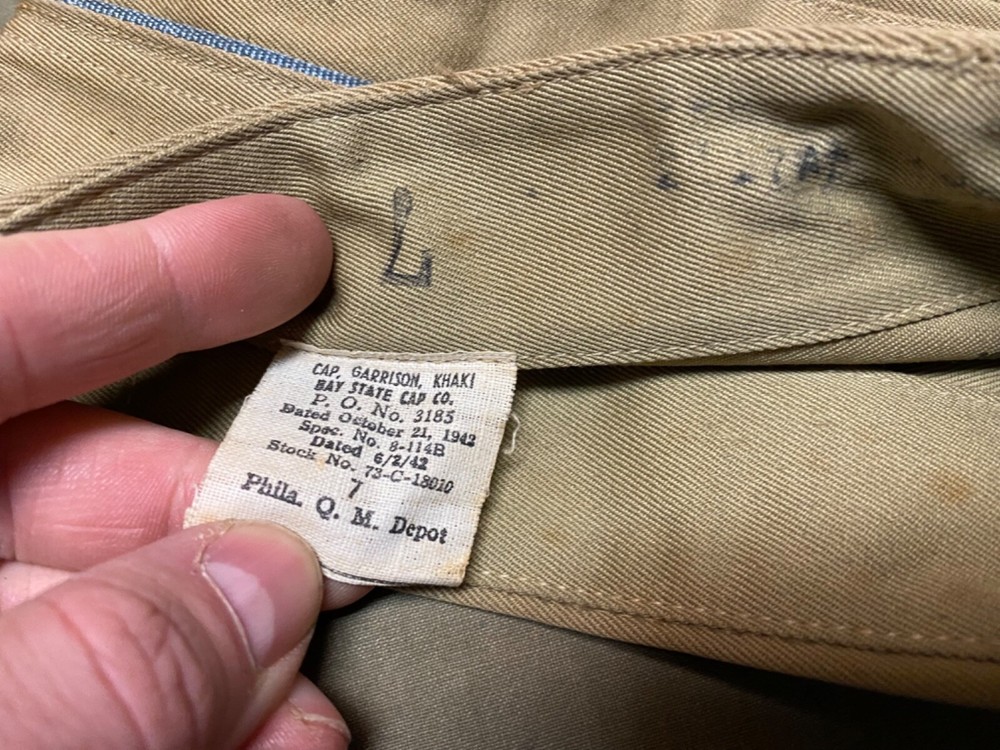 L
CAP, GARRISON, KHAKI
BAY STATE CAP CO.
P. O. No. 3185
Dated October 21, 1942
Spec. No. 8-114B
Dated 6/2/42
Stock No. 73-C-18010
7
Phila. Q. M. Depot